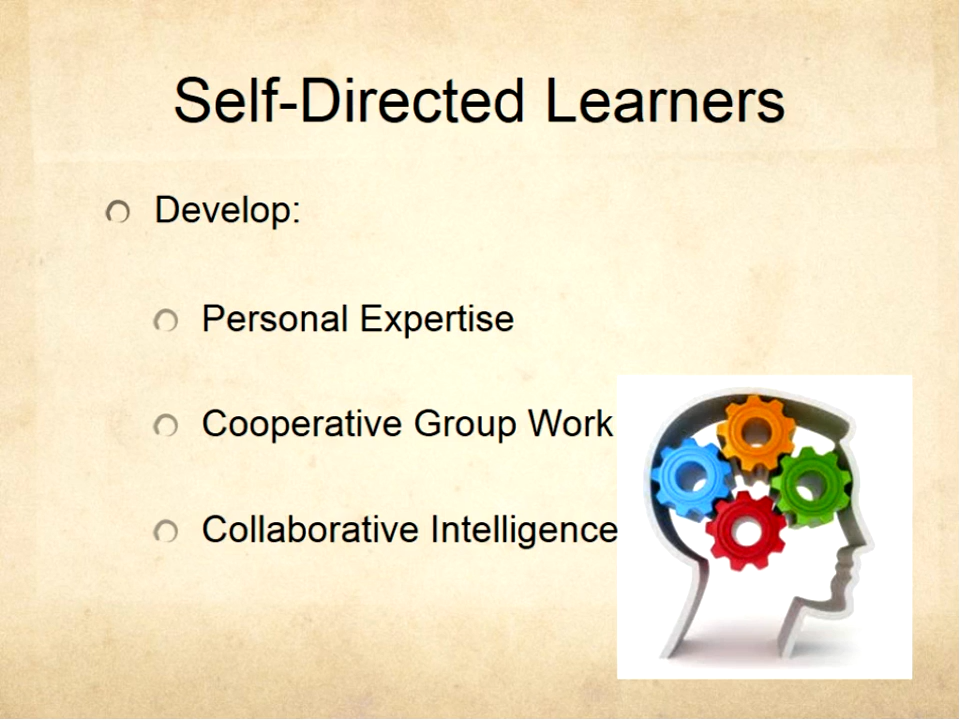 Self-Directed Learners
Develop:
Personal Expertise
Cooperative Group Work
Collaborative Intelligence